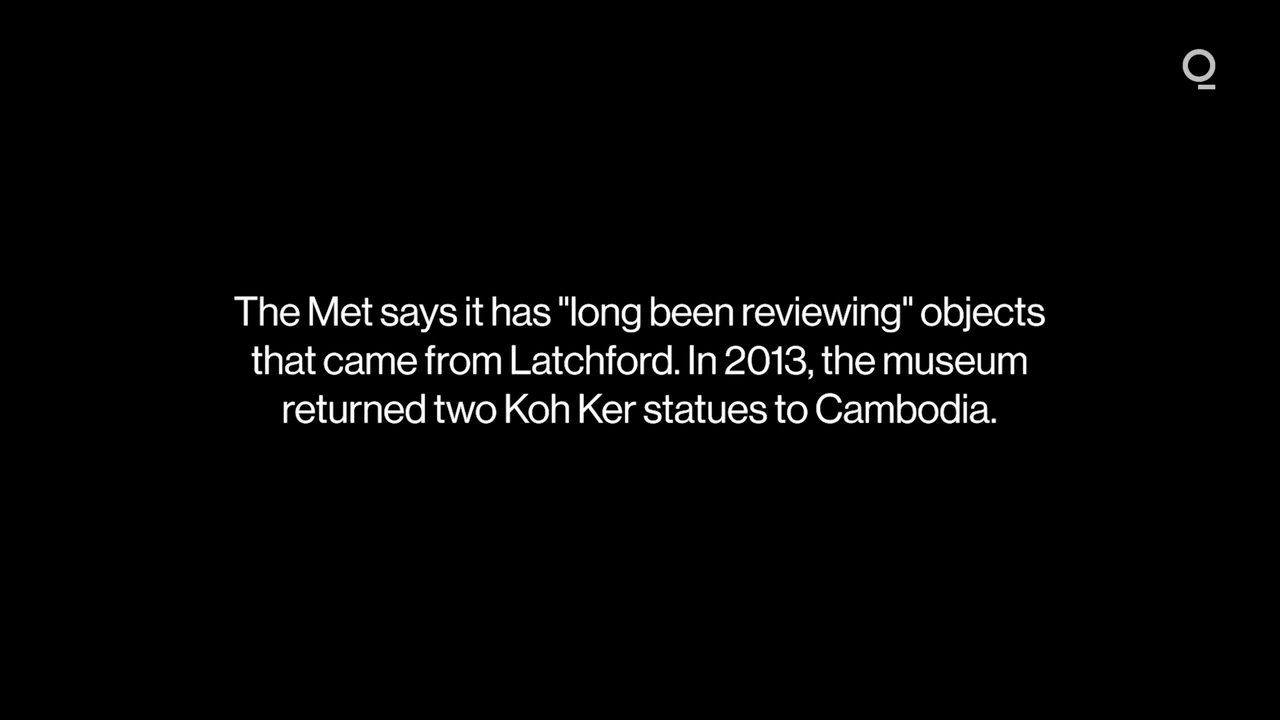 The Met says it has "long been reviewing" objects
that came from Latchford. In 2013, the museum
returned two Koh Ker statues to Cambodia.